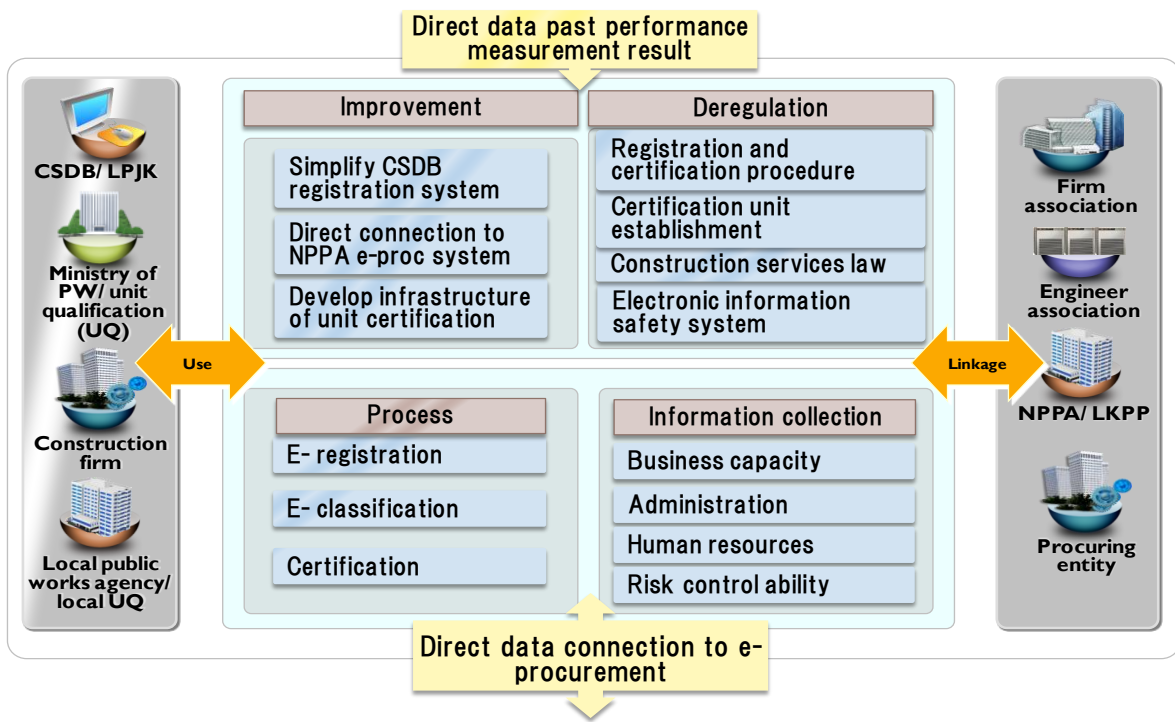 Direct data past performance
measurement result
CSDB/ LPJK
Ministry of
PW/ unit
qualification
(UQ)
Construction
firm
Local public
works agency/
local UQ
Use
Improvement
Simplify CSDB
registration system
Direct connection to
NPPA e-proc system
Develop infrastructure
of unit certification
Deregulation
Registration and
certification procedure
Certification unit
establishment
Construction services law
Electronic information
safety system
Process
E- registration
E- classification
Certification
Information collection
Business capacity
Administration
Human resources
Risk control ability
Linkage
Firm
association
Engineer
association
NPPA/ LKPP
Procuring
entity
Direct data connection to e-
procurement